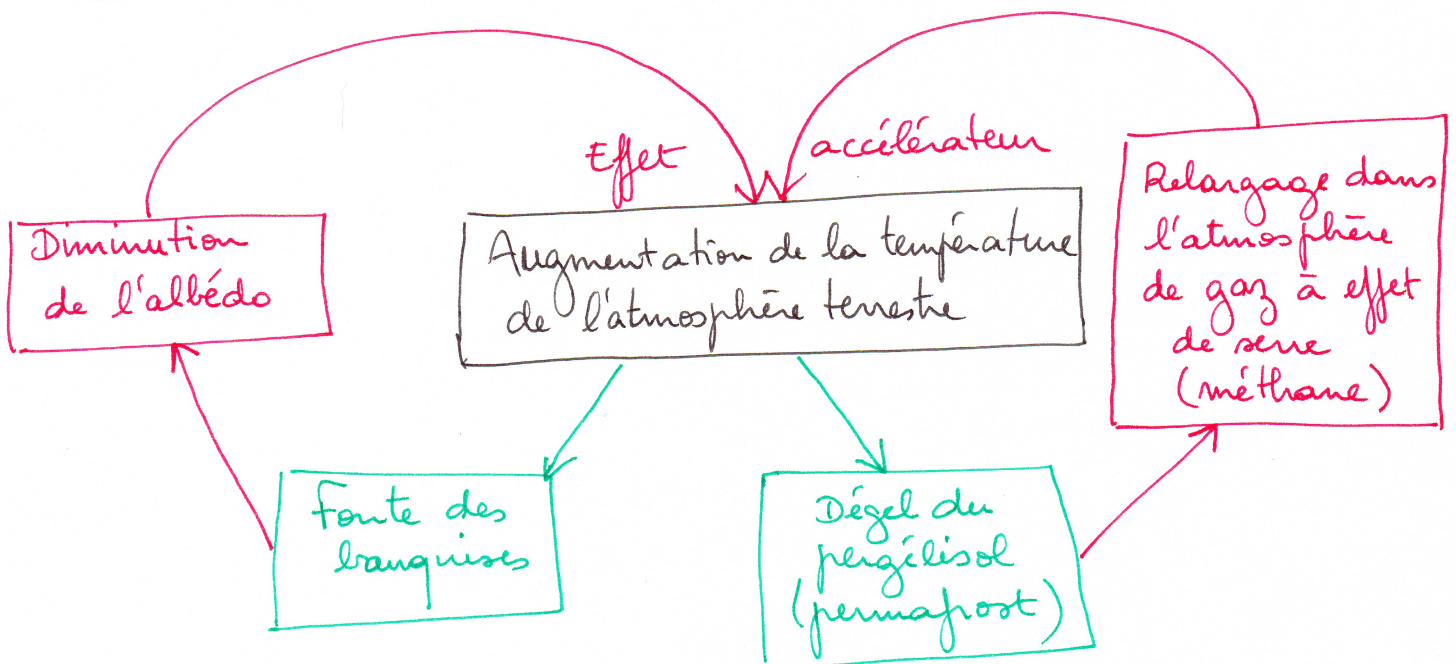 Effet accélérateur
Diminution
de l'albédo
Augmentation de la température
de l'atmosphère terrestre
Relargage dans
l'atmosphère
de gaz à effet
de serre
(méthane)
Fonte des
banquises
Dégel du
pergélisol
(permafrost)